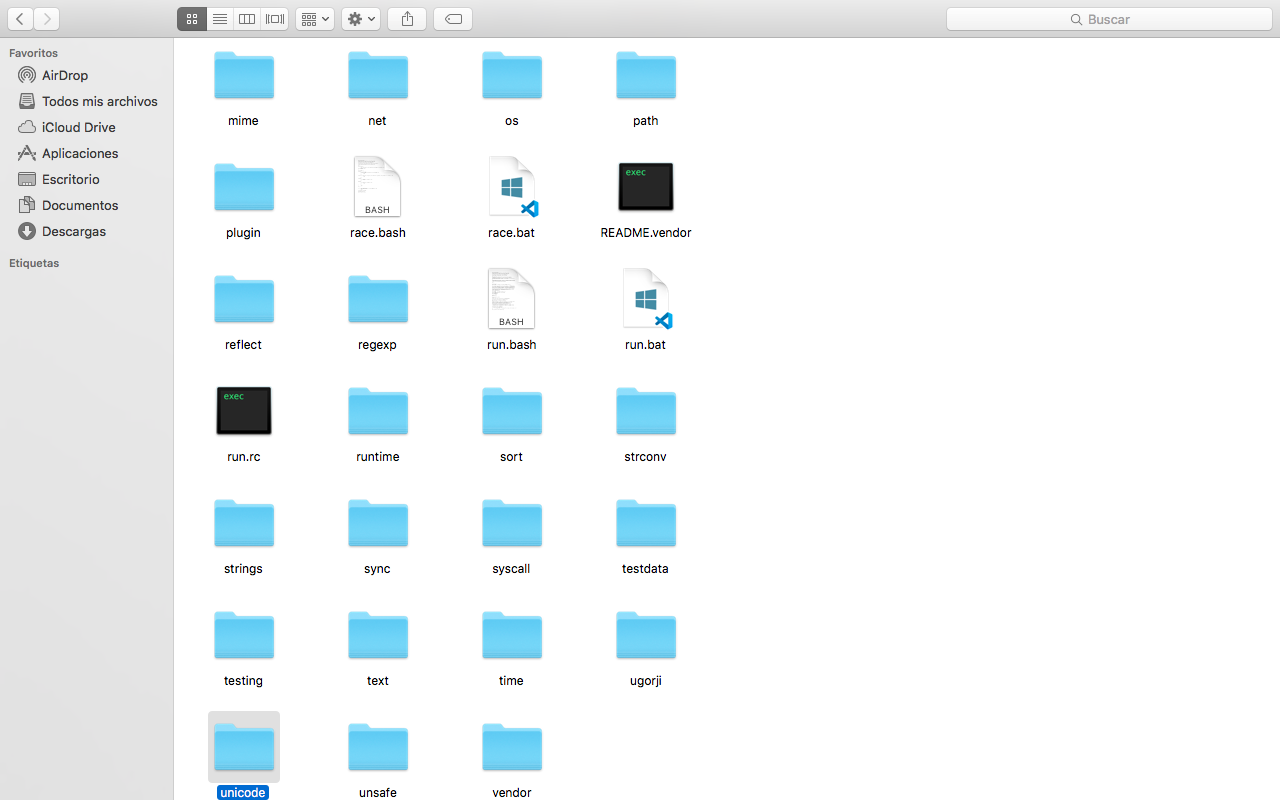 Buscar
Favoritos
AirDrop
Todos mis archivos
iCloud Drive
Aplicaciones
Escritorio
Documentos
Descargas
Etiquetas
mime net os path
exec
BASH
plugin race.bash race.bat README.vendor
BASH
reflect regexp run.bash run.bat
exec
run.rc runtime sort strconv
strings sync syscall testdata
testing text time ugorji
unicode unsafe vendor